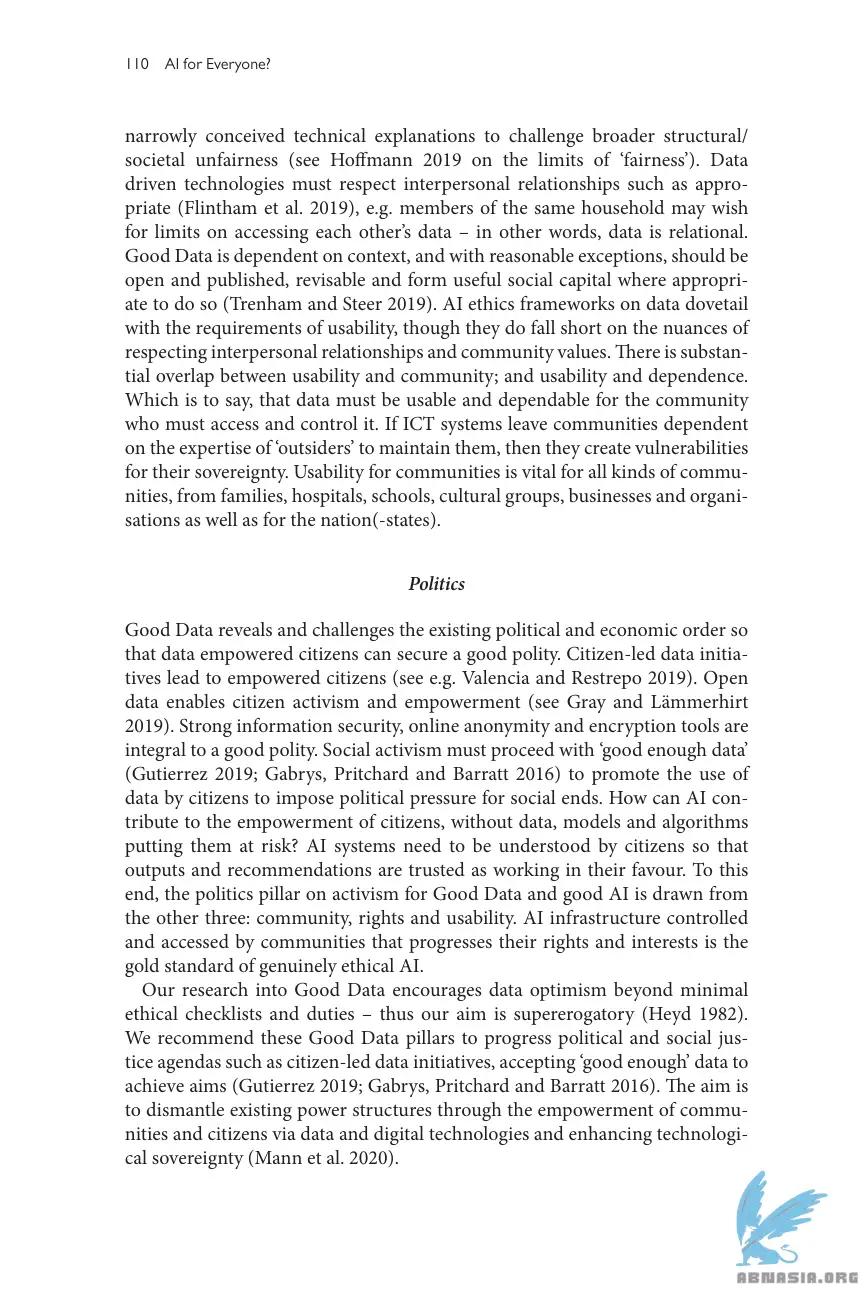 110 AI for Everyone?
narrowly conceived technical explanations to challenge broader structural/
societal unfairness (see Hoffmann 2019 on the limits of ‘fairness’). Data
driven technologies must respect interpersonal relationships such as appro-
priate (Flintham et al. 2019), e.g. members of the same household may wish
for limits on accessing each other’s data – in other words, data is relational.
Good Data is dependent on context, and with reasonable exceptions, should be
open and published, revisable and form useful social capital where appropri-
ate to do so (Trenham and Steer 2019). AI ethics frameworks on data dovetail
with the requirements of usability, though they do fall short on the nuances of
respecting interpersonal relationships and community values. There is substan-
tial overlap between usability and community; and usability and dependence.
Which is to say, that data must be usable and dependable for the community
who must access and control it. If ICT systems leave communities dependent
on the expertise of ‘outsiders’ to maintain them, then they create vulnerabilities
for their sovereignty. Usability for communities is vital for all kinds of commu-
nities, from families, hospitals, schools, cultural groups, businesses and organi-
sations as well as for the nation(-states).
Politics
Good Data reveals and challenges the existing political and economic order so
that data empowered citizens can secure a good polity. Citizen-led data initia-
tives lead to empowered citizens (see e.g. Valencia and Restrepo 2019). Open
data enables citizen activism and empowerment (see Gray and Lämmerhirt
2019). Strong information security, online anonymity and encryption tools are
integral to a good polity. Social activism must proceed with ‘good enough data’
(Gutierrez 2019; Gabrys, Pritchard and Barratt 2016) to promote the use of
data by citizens to impose political pressure for social ends. How can AI con-
tribute to the empowerment of citizens, without data, models and algorithms
putting them at risk? AI systems need to be understood by citizens so that
outputs and recommendations are trusted as working in their favour. To this
end, the politics pillar on activism for Good Data and good AI is drawn from
the other three: community, rights and usability. AI infrastructure controlled
and accessed by communities that progresses their rights and interests is the
gold standard of genuinely ethical AI.
Our research into Good Data encourages data optimism beyond minimal
ethical checklists and duties – thus our aim is supererogatory (Heyd 1982).
We recommend these Good Data pillars to progress political and social jus-
tice agendas such as citizen-led data initiatives, accepting ‘good enough’ data to
achieve aims (Gutierrez 2019; Gabrys, Pritchard and Barratt 2016). The aim is
to dismantle existing power structures through the empowerment of commu-
nities and citizens via data and digital technologies and enhancing technologi-
cal sovereignty (Mann et al. 2020).
ABNASIA.ORG